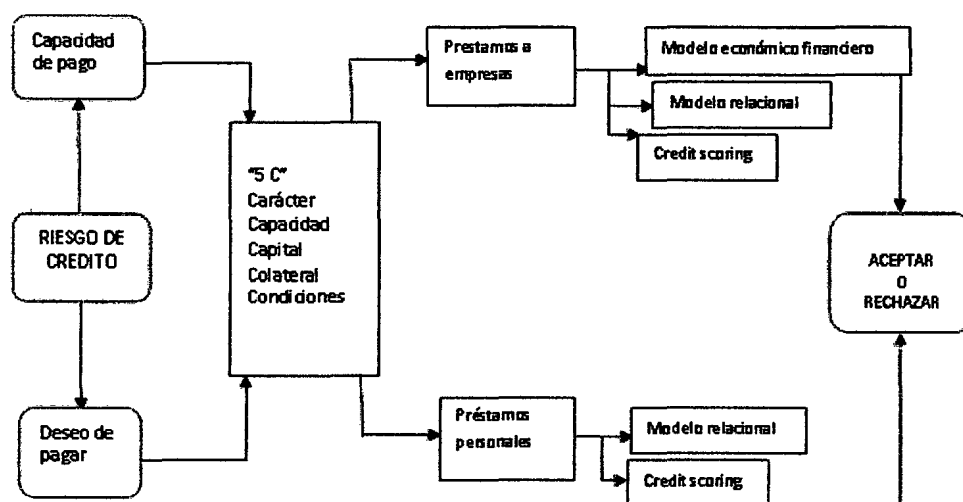 Capacidad
de pago
RIESGO DE
CREDITO
Deseo de
pagar
"5 C"
Carácter
Capacidad
Capital
Colateral
Condiciones
Prestamos a
empresas
Modelo económico financiero
Modelo relacional
Credit scoring
Préstamos
personales
Modelo relacional
Credit scoring
ACEPTAR
O
RECHAZAR